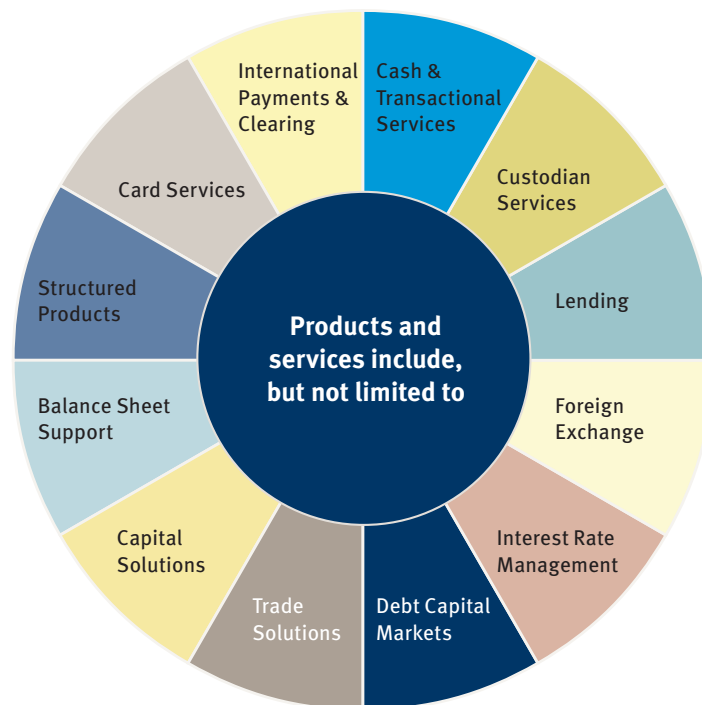 Products and
services include,
but not limited to
Cash &
Transactional
Services
Custodian
Services
Lending
Foreign
Exchange
Interest Rate
Management
Debt Capital
Markets
Trade
Solutions
Capital
Solutions
Balance Sheet
Support
Structured
Products
Card Services
International
Payments &
Clearing